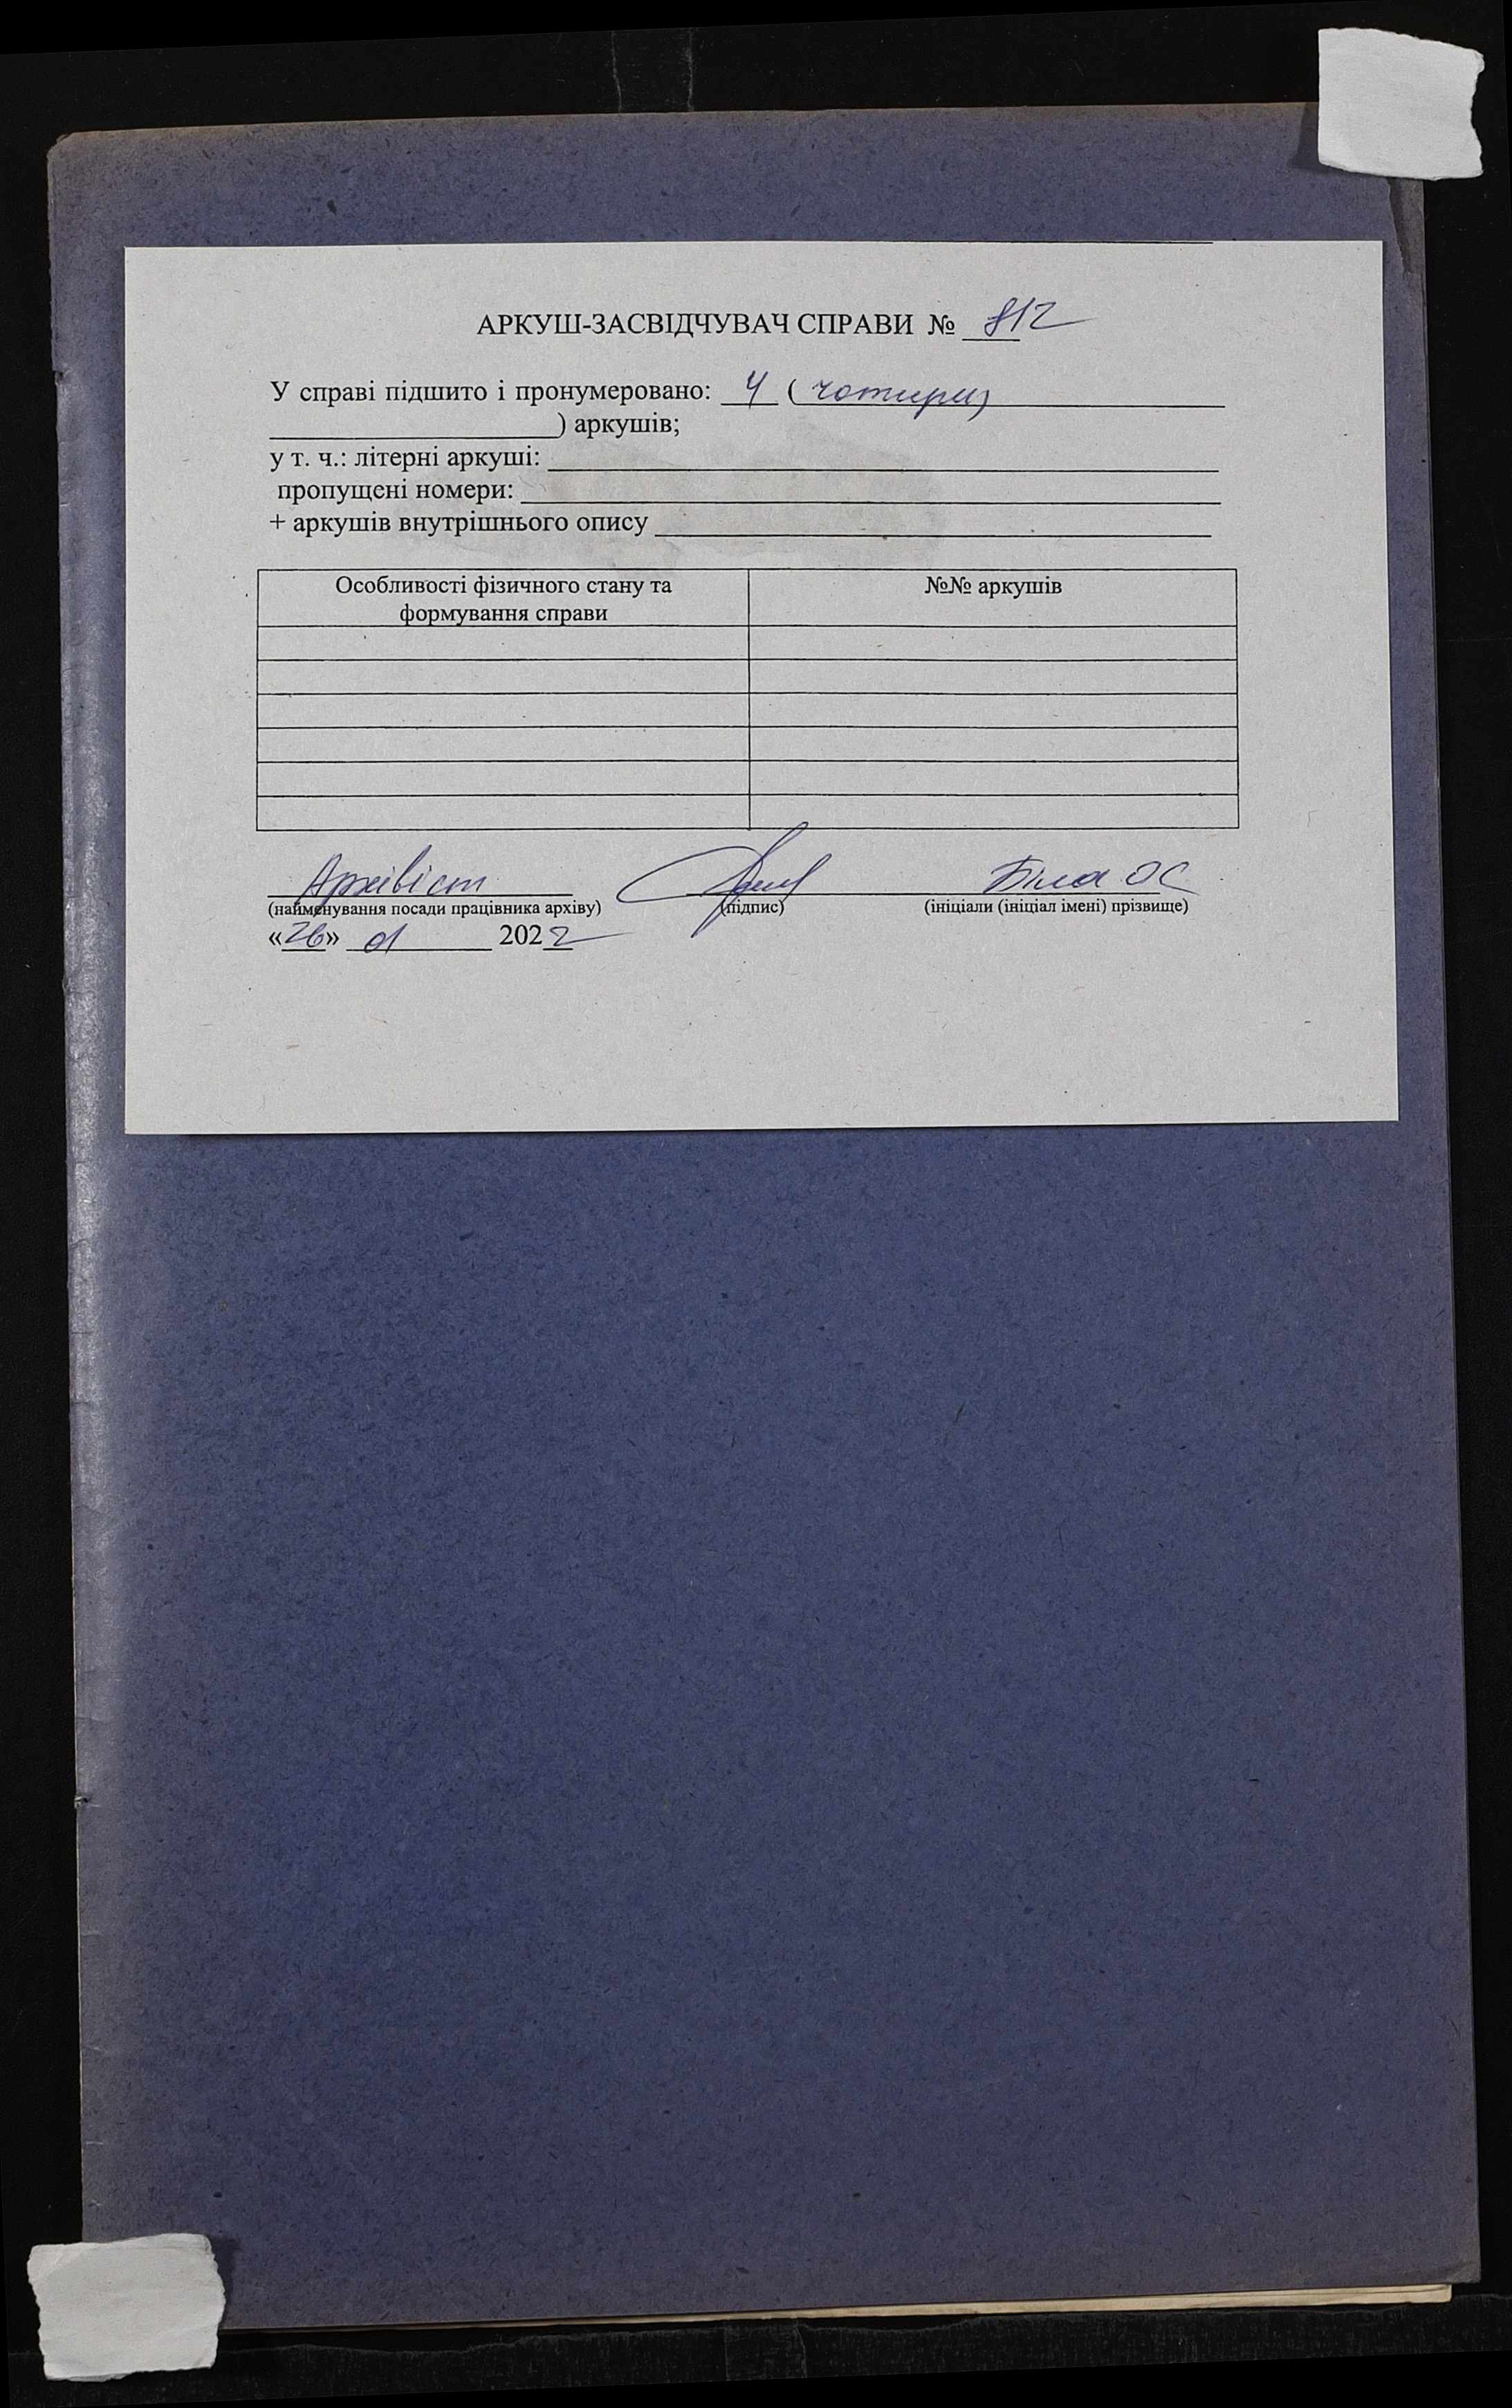 АРКУШ-ЗАСВІДЧУВАЧ СПРАВИ № 812
У справі підшито і пронумеровано: 4 ( чотири)
) аркушів;
у т. ч.: літерні аркуші:
пропущені номери:
+ аркушів внутрішнього опису
Особливості фізичного стану та №№ аркушів
формування справи
Архівіст Біла ОС
(найменування посади працівника архіву) (підпис) (ініціали (ініціал імені) прізвище)
«26» 01 2022